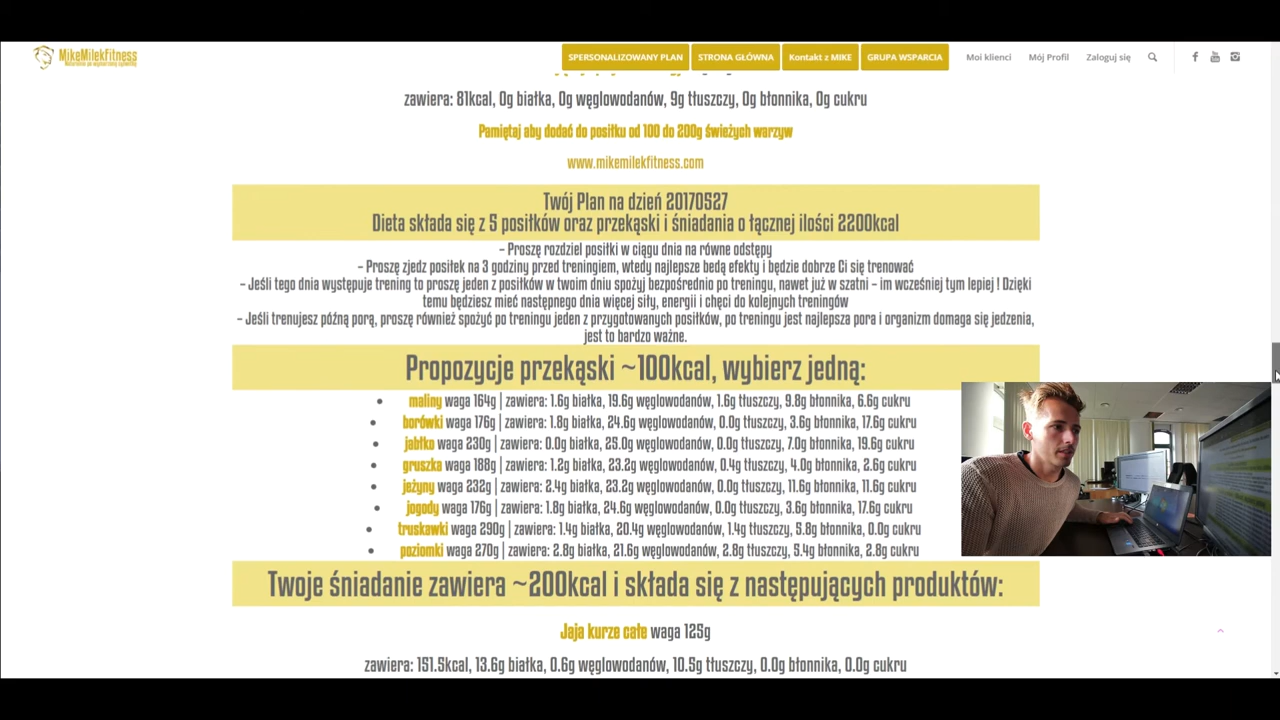 MikeMilekFitness
SPERSONALIZOWANY PLAN
STRONA GŁÓWNA
Kontakt z MIKE
GRUPA WSPARCIA
Moi klienci
Mój Profil
Zaloguj się
zawiera: 81kcal, 0g białka, 0g węglowodanów, 9g tłuszczy, 0g błonnika, 0g cukru
Pamiętaj aby dodać do posiłku od 100 do 200g świeżych warzyw
www.mikemilekfitness.com
Twój Plan na dzień 20170527
Dieta składa się z 5 posiłków oraz przekąski i śniadania o łącznej ilości 2200kcal
– Proszę rozdziel posiłki w ciągu dnia na równe odstępy
– Proszę zjedz posiłek na 3 godziny przed treningiem, wtedy najlepsze bedą efekty i będzie dobrze Ci się trenować
– Jeśli tego dnia występuje trening to proszę jeden z posiłków w twoim dniu spożyj bezpośrednio po treningu, nawet już w szatni – im wcześniej tym lepiej ! Dzięki
temu będziesz mieć następnego dnia więcej siły, energii i chęci do kolejnych treningów
– Jeśli trenujesz późną porą, proszę również spożyć po treningu jeden z przygotowanych posiłków, po treningu jest najlepsza pora i organizm domaga się jedzenia,
jest to bardzo ważne.
Propozycje przekąski ~100kcal, wybierz jedną:
• maliny waga 164g | zawiera: 1.6g białka, 19.6g węglowodanów, 1.6g tłuszczy, 9.8g błonnika, 6.6g cukru
• borówki waga 176g | zawiera: 1.8g białka, 24.6g węglowodanów, 0.0g tłuszczy, 3.6g błonnika, 17.6g cukru
• jabłko waga 230g | zawiera: 0.0g białka, 25.0g węglowodanów, 0.0g tłuszczy, 7.0g błonnika, 19.6g cukru
• gruszka waga 188g | zawiera: 1.2g białka, 23.2g węglowodanów, 0.4g tłuszczy, 4.0g błonnika, 2.6g cukru
• jeżyny waga 232g | zawiera: 2.4g białka, 23.2g węglowodanów, 0.0g tłuszczy, 11.6g błonnika, 11.6g cukru
• jogody waga 176g | zawiera: 1.8g białka, 24.6g węglowodanów, 0.0g tłuszczy, 3.6g błonnika, 17.6g cukru
• truskawki waga 290g | zawiera: 1.4g białka, 20.4g węglowodanów, 1.4g tłuszczy, 5.8g błonnika, 0.0g cukru
• poziomki waga 270g | zawiera: 2.8g białka, 21.6g węglowodanów, 2.8g tłuszczy, 5.4g błonnika, 2.8g cukru
Twoje śniadanie zawiera ~200kcal i składa się z następujących produktów:
Jaja kurze całe waga 125g
zawiera: 151.5kcal, 13.6g białka, 0.6g węglowodanów, 10.5g tłuszczy, 0.0g błonnika, 0.0g cukru